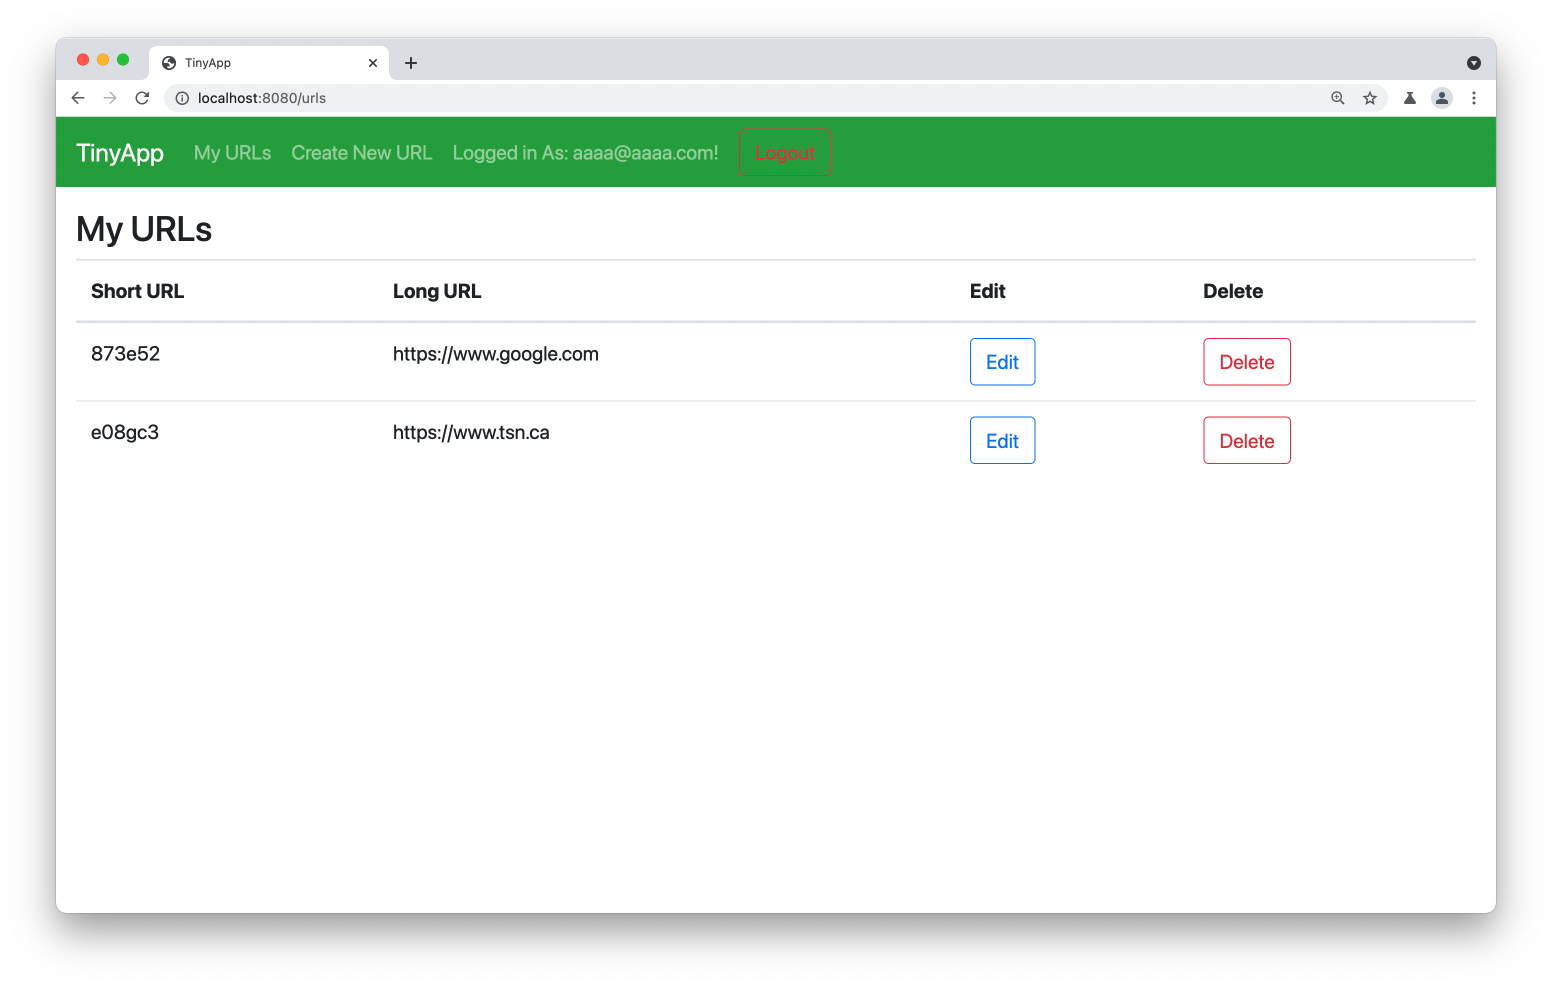 TinyApp
localhost:8080/urls
TinyApp My URLs Create New URL Logged in As: aaaa@aaaa.com! Logout
My URLs
Short URL Long URL Edit Delete
873e52 https://www.google.com Edit Delete
e08gc3 https://www.tsn.ca Edit Delete